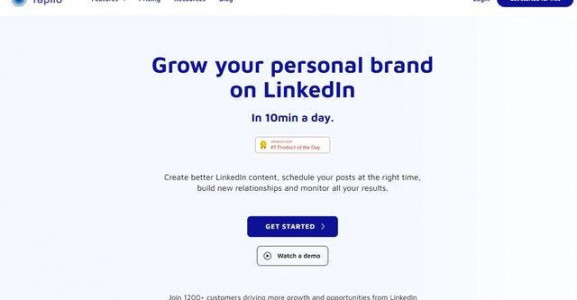 Features Pricing Resources Blog Login
Grow your personal brand
on LinkedIn
In 10min a day.
#1 Product of the Day
Create better LinkedIn content, schedule your posts at the right time,
build new relationships and monitor all your results.
GET STARTED
Watch a demo
Join 1200+ customers driving more growth and opportunities from LinkedIn